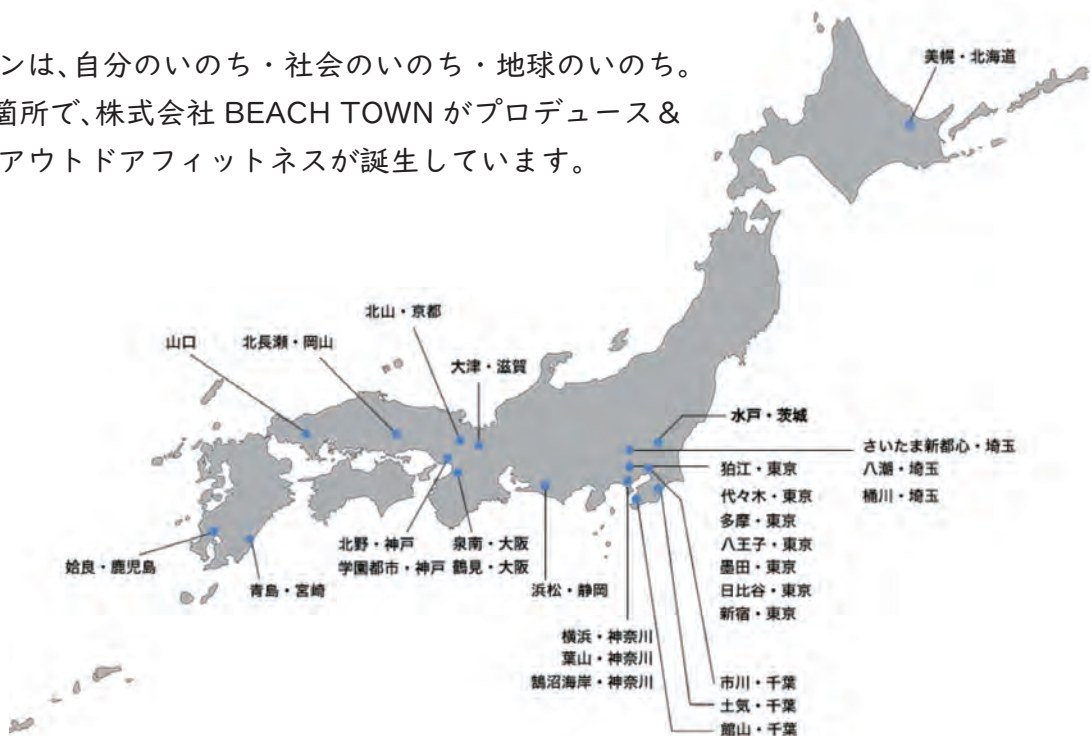 ンは、自分のいのち・社会のいのち・地球のいのち。
箇所で、株式会社 BEACH TOWN がプロデュース＆
アウトドアフィットネスが誕生しています。
美幌・北海道
北山・京都
山口
北長瀬・岡山
大津・滋賀
水戸・茨城
さいたま新都心・埼玉
八潮・埼玉
桶川・埼玉
狛江・東京
代々木・東京
多摩・東京
八王子・東京
墨田・東京
日比谷・東京
新宿・東京
姶良・鹿児島
青島・宮崎
北野・神戸
学園都市・神戸
泉南・大阪
鶴見・大阪
浜松・静岡
横浜・神奈川
葉山・神奈川
鵠沼海岸・神奈川
市川・千葉
土気・千葉
館山・千葉